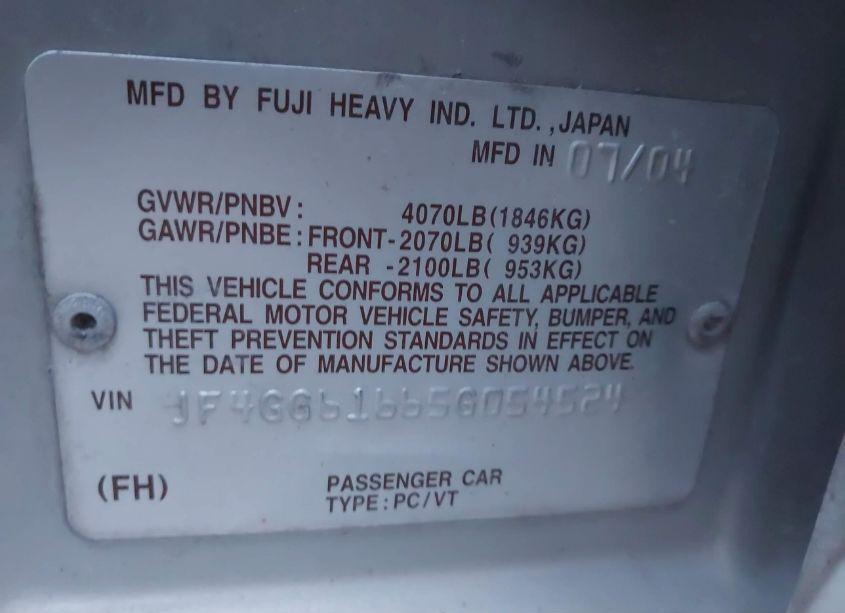 MFD BY FUJI HEAVY IND. LTD.,JAPAN
MFD IN 07/04
GVWR/PNBV: 4070LB(1846KG)
GAWR/PNBE: FRONT-2070LB( 939KG)
REAR -2100LB( 953KG)
THIS VEHICLE CONFORMS TO ALL APPLICABLE
FEDERAL MOTOR VEHICLE SAFETY, BUMPER, AND
THEFT PREVENTION STANDARDS IN EFFECT ON
THE DATE OF MANUFACTURE SHOWN ABOVE.
VIN JF4GG61665G054524
(FH) PASSENGER CAR
TYPE: PC/VT